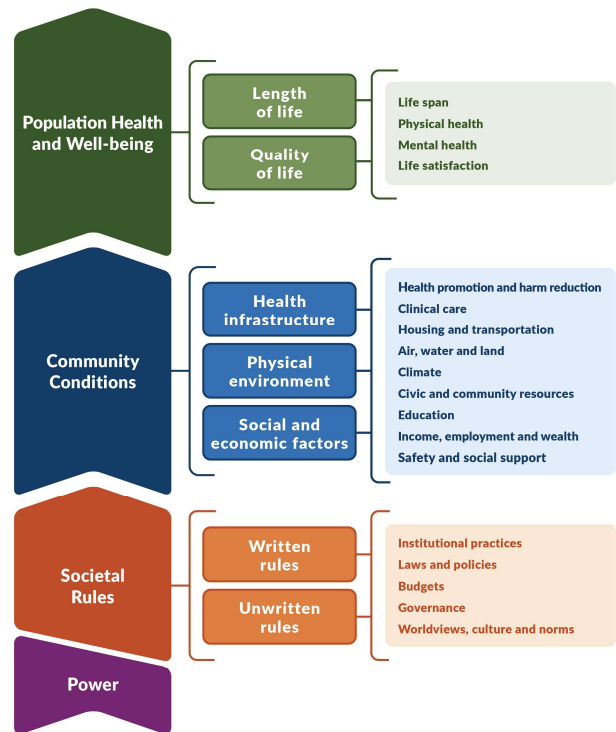 Population Health
and Well-being
Length
of life
Quality
of life
Life span
Physical health
Mental health
Life satisfaction
Community
Conditions
Health
infrastructure
Physical
environment
Social and
economic factors
Health promotion and harm reduction
Clinical care
Housing and transportation
Air, water and land
Climate
Civic and community resources
Education
Income, employment and wealth
Safety and social support
Societal
Rules
Written
rules
Unwritten
rules
Institutional practices
Laws and policies
Budgets
Governance
Worldviews, culture and norms
Power